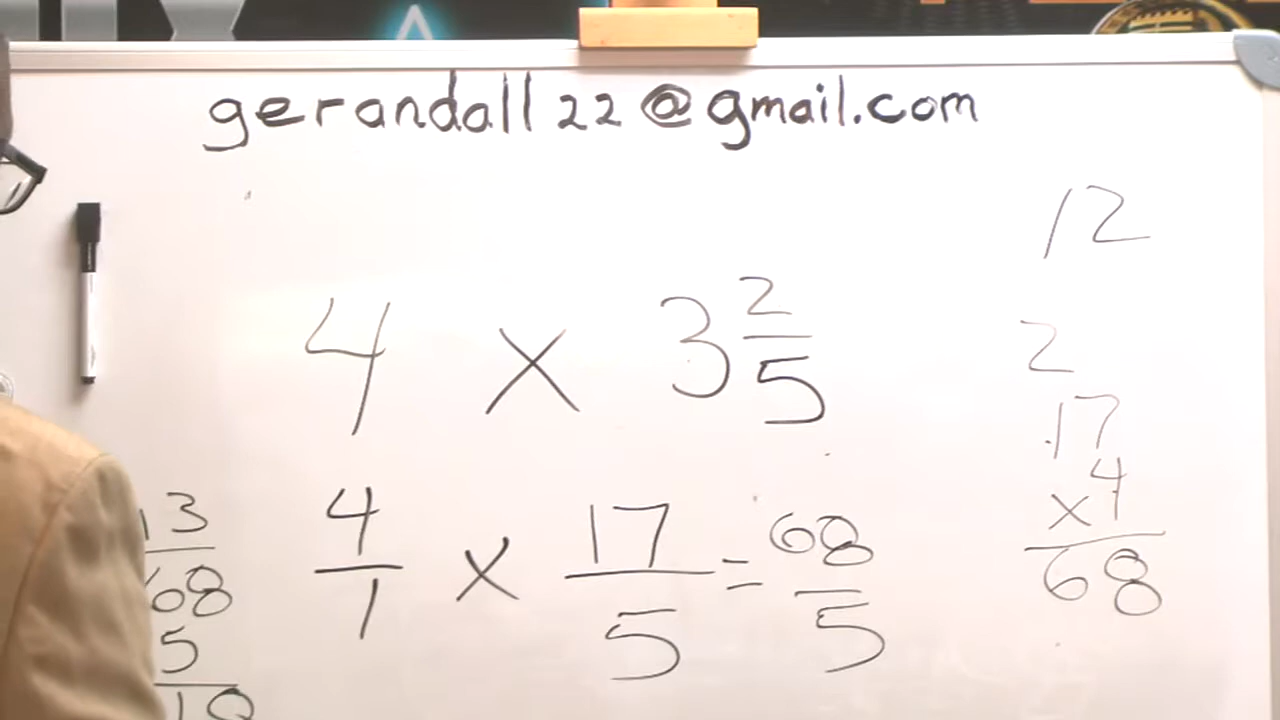 gerandall22@gmail.com
12
4 × 3 2/5
2
17
×4
68
4/1 × 17/5 = 68/5
13
68
5